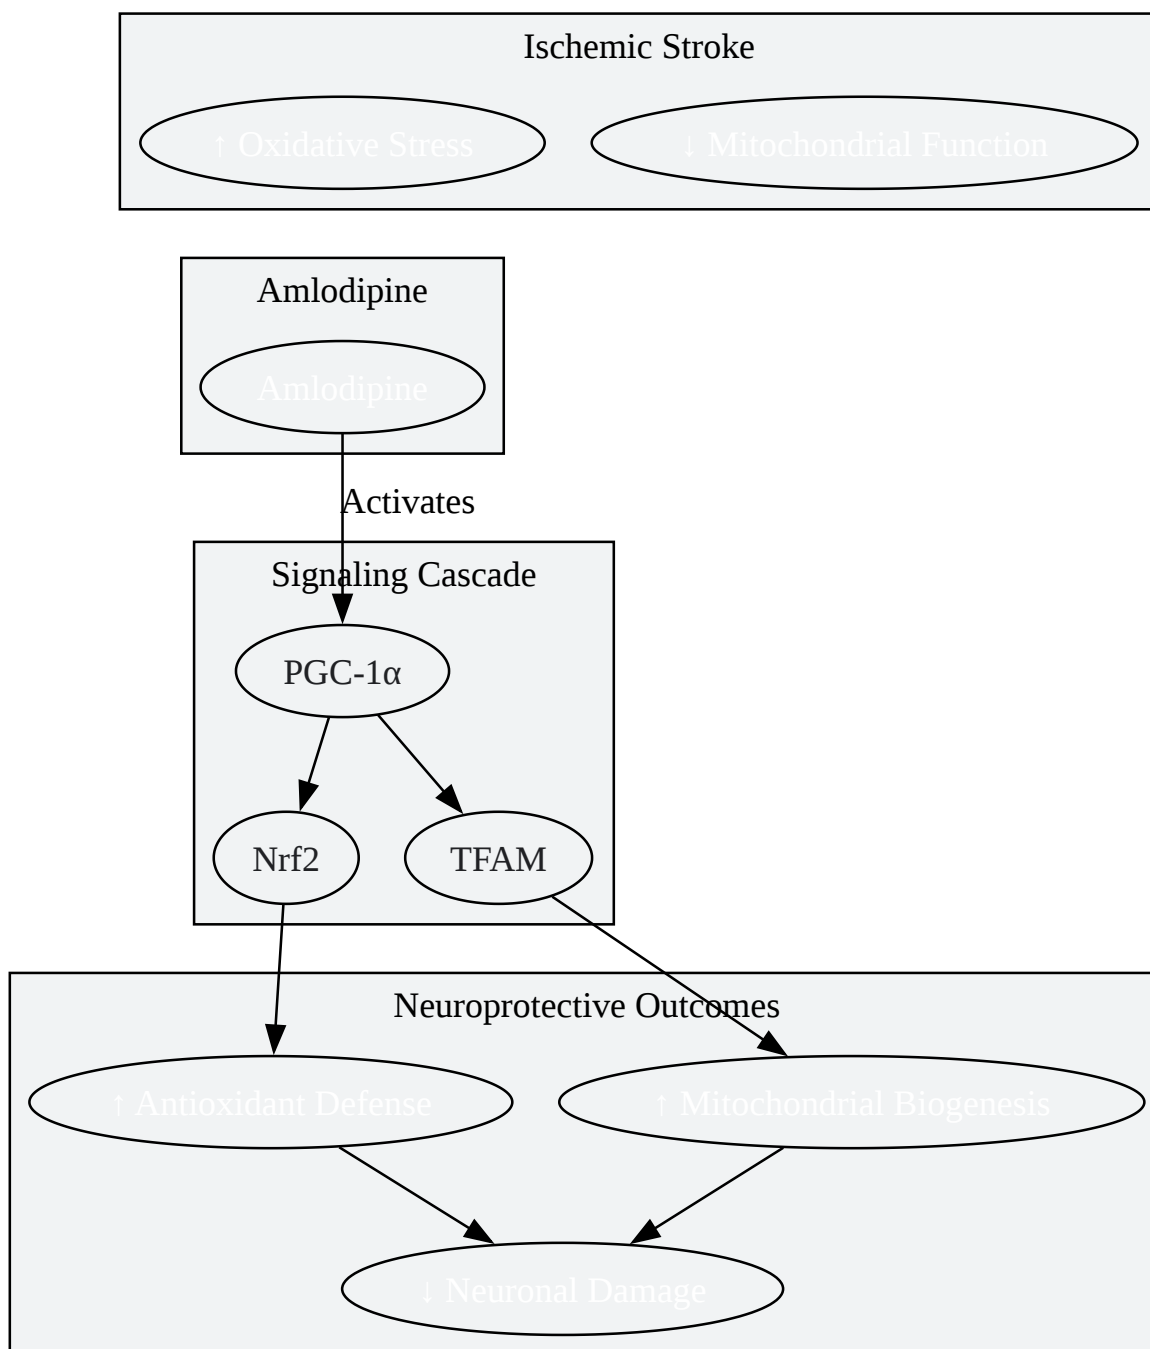 Ischemic Stroke
↑ Oxidative Stress
↓ Mitochondrial Function
Amlodipine
Amlodipine
Activates
Signaling Cascade
PGC-1α
Nrf2
TFAM
Neuroprotective Outcomes
↑ Antioxidant Defense
↑ Mitochondrial Biogenesis
↓ Neuronal Damage